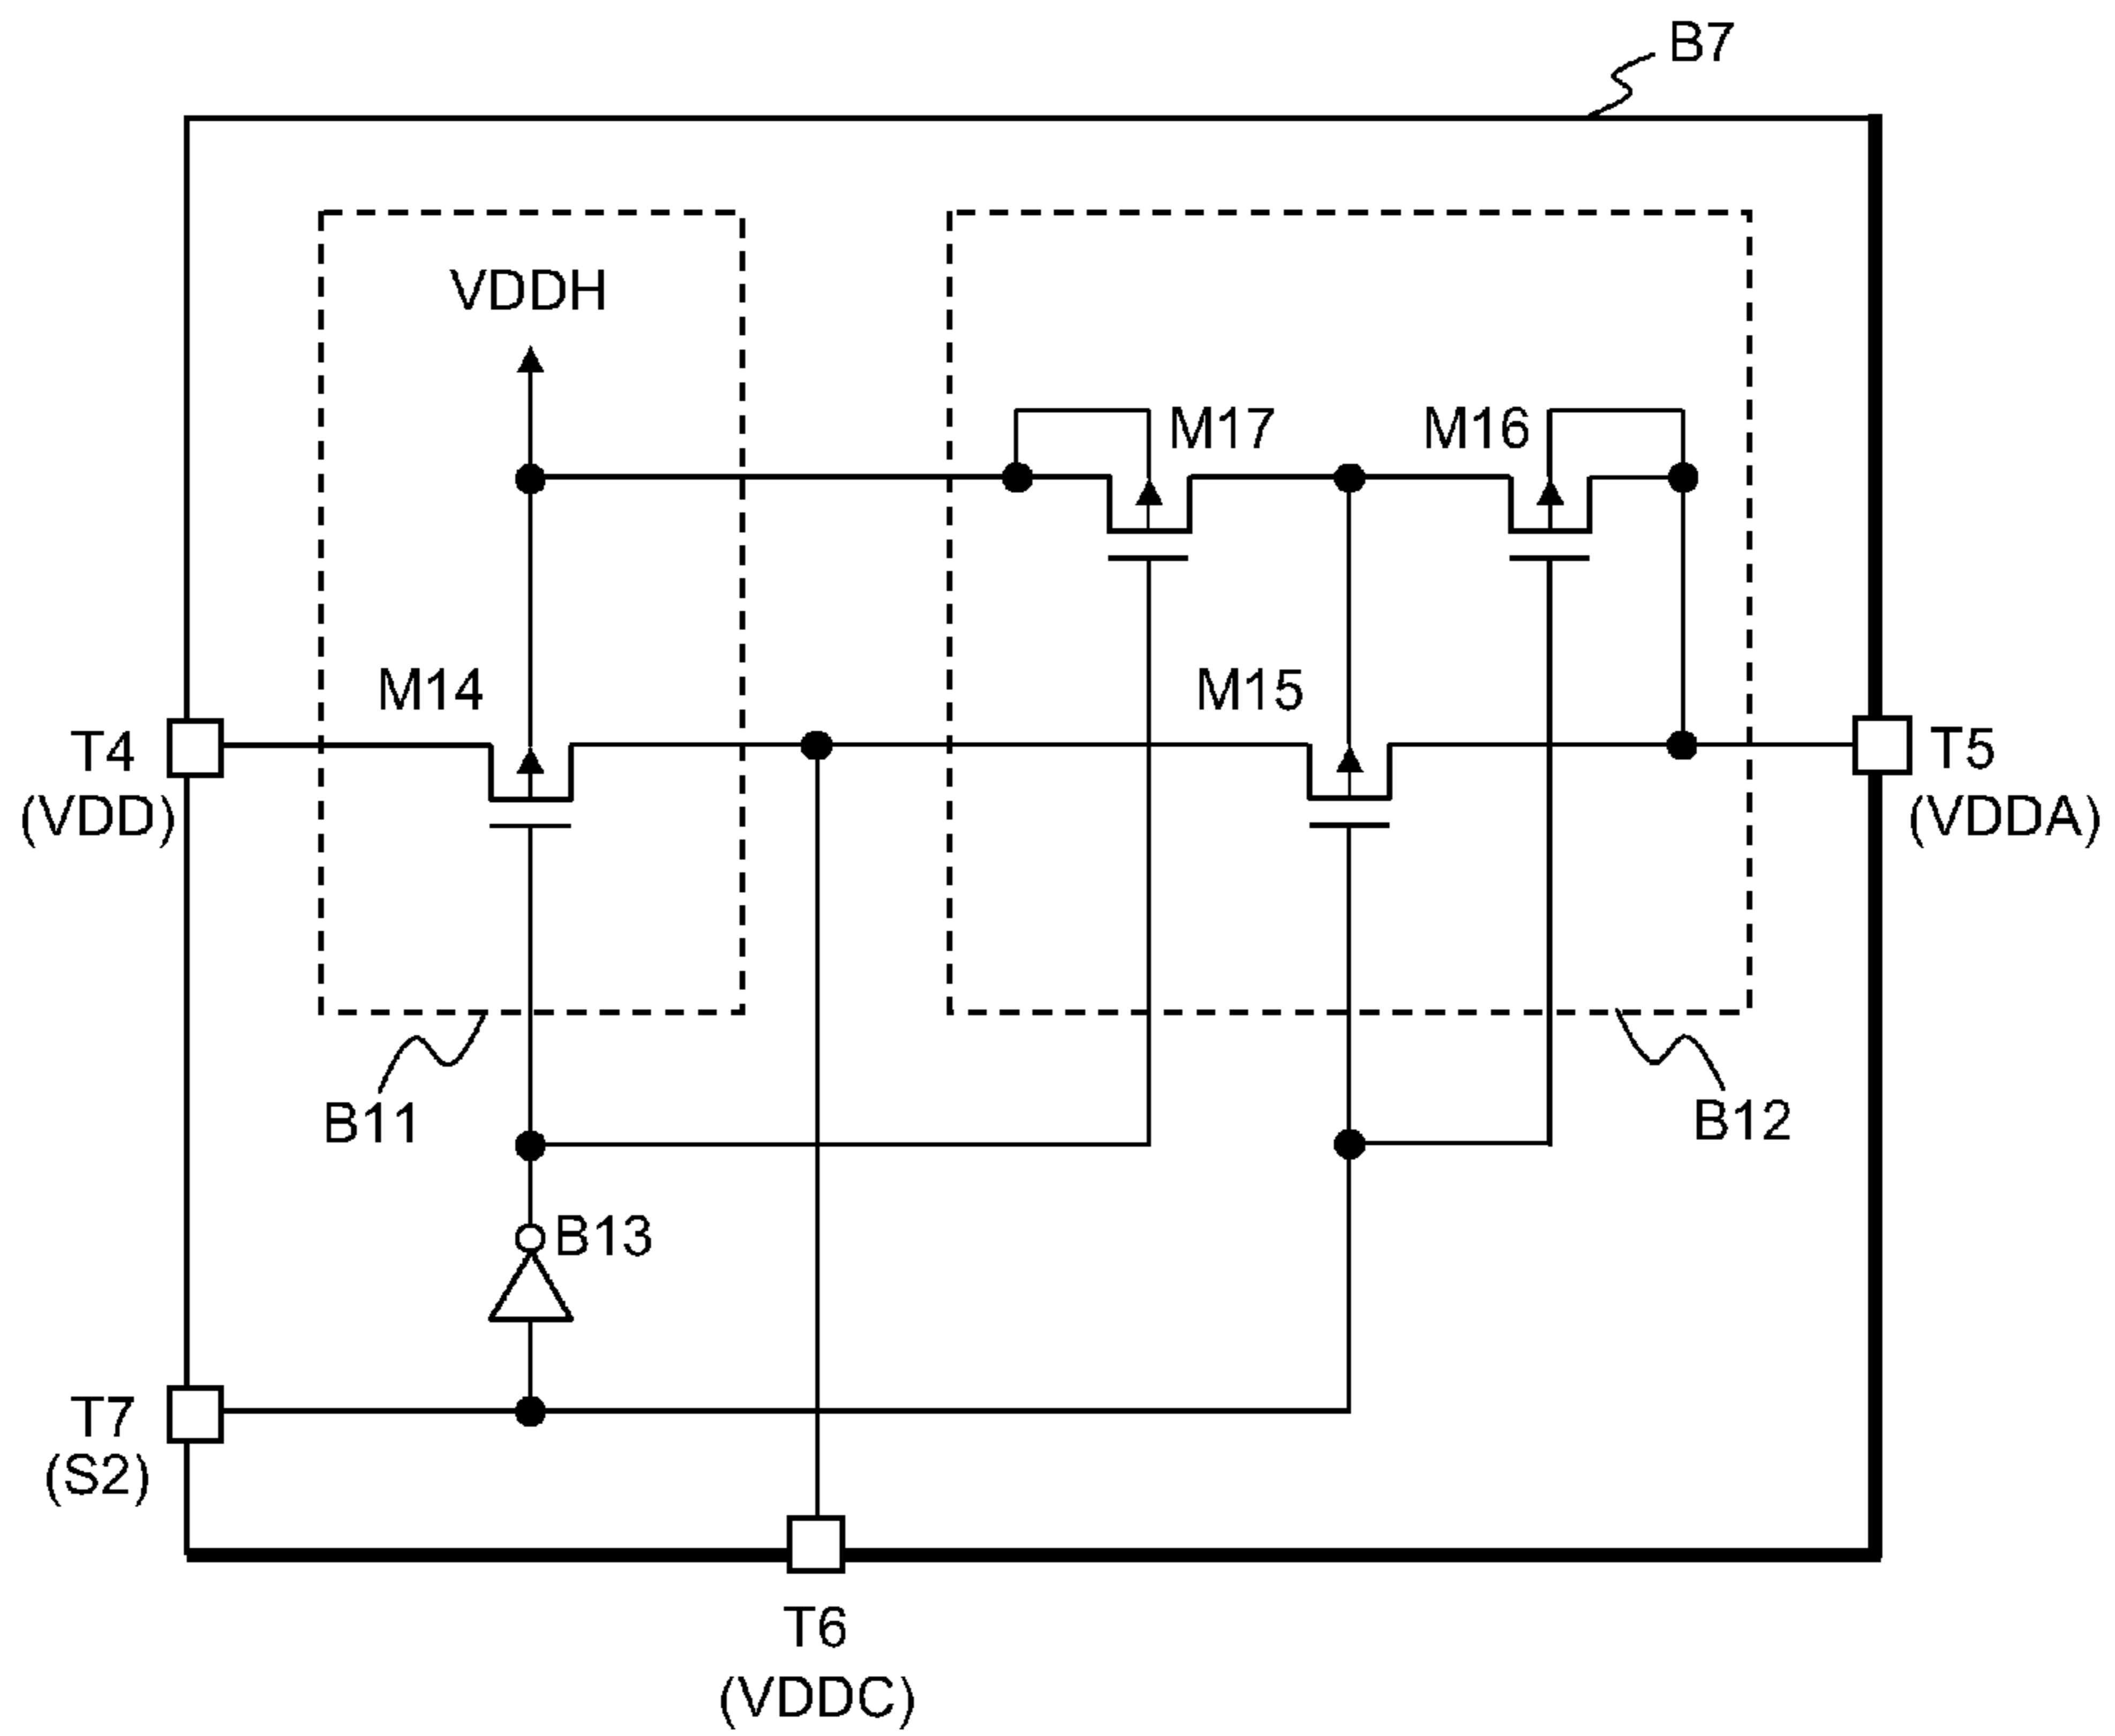 B7
VDDH
M17
M16
M14
M15
T4
(VDD)
T5
(VDDA)
B11
B12
B13
T7
(S2)
T6
(VDDC)